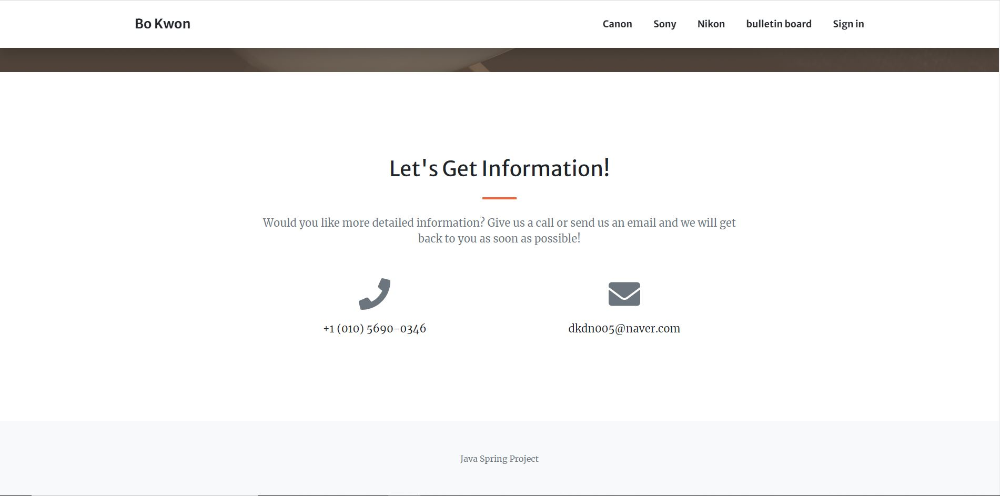 Bo Kwon
Canon Sony Nikon bulletin board Sign in
Let's Get Information!
Would you like more detailed information? Give us a call or send us an email and we will get
back to you as soon as possible!
+1 (010) 5690-0346
dkdn005@naver.com
Java Spring Project